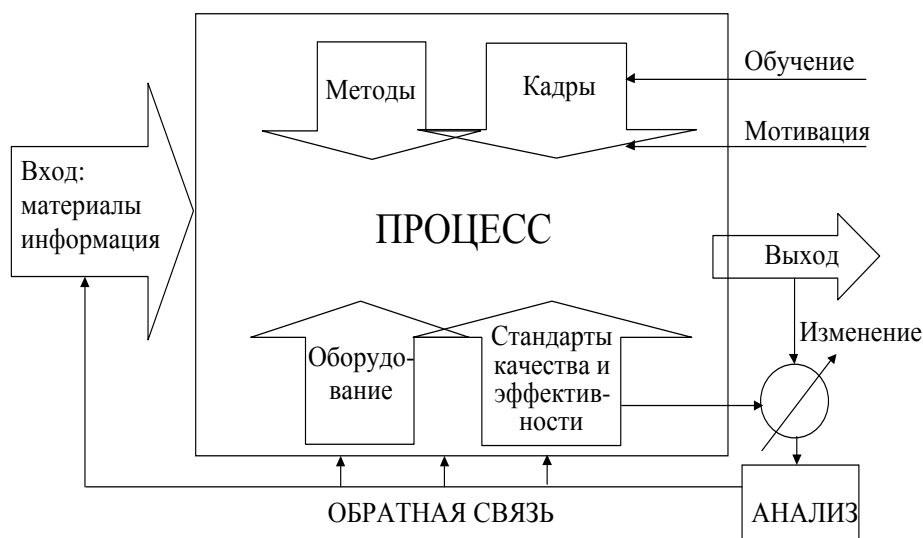 Методы
Кадры
Обучение
Мотивация
Вход:
материалы
информация
ПРОЦЕСС
Выход
Изменение
Оборудо-
вание
Стандарты
качества и
эффектив-
ности
ОБРАТНАЯ СВЯЗЬ
АНАЛИЗ